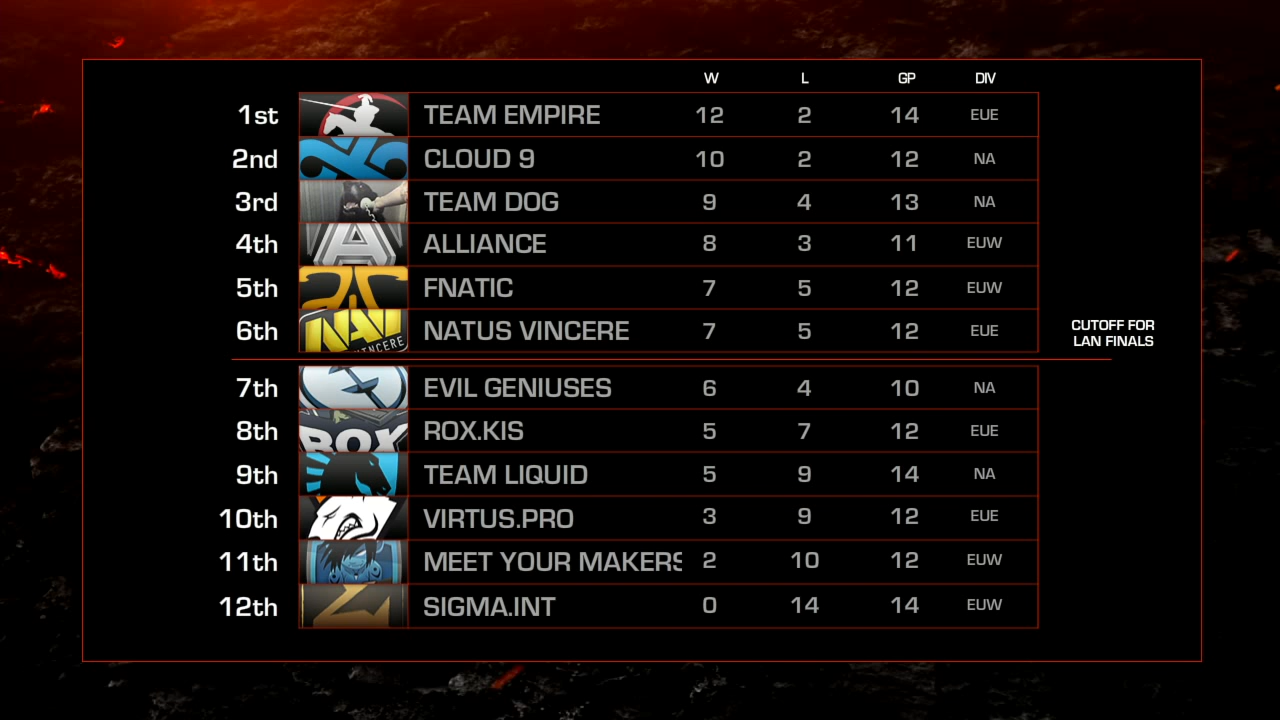 W L GP DIV
1st TEAM EMPIRE 12 2 14 EUE
2nd CLOUD 9 10 2 12 NA
3rd TEAM DOG 9 4 13 NA
4th A ALLIANCE 8 3 11 EUW
5th FNATIC 7 5 12 EUW
6th NAVI VINCERE NATUS VINCERE 7 5 12 EUE
CUTOFF FOR
LAN FINALS
7th EVIL GENIUSES 6 4 10 NA
8th ROX ROX.KIS 5 7 12 EUE
9th TEAM LIQUID 5 9 14 NA
10th VIRTUS.PRO 3 9 12 EUE
11th MEET YOUR MAKERS 2 10 12 EUW
12th SIGMA.INT 0 14 14 EUW